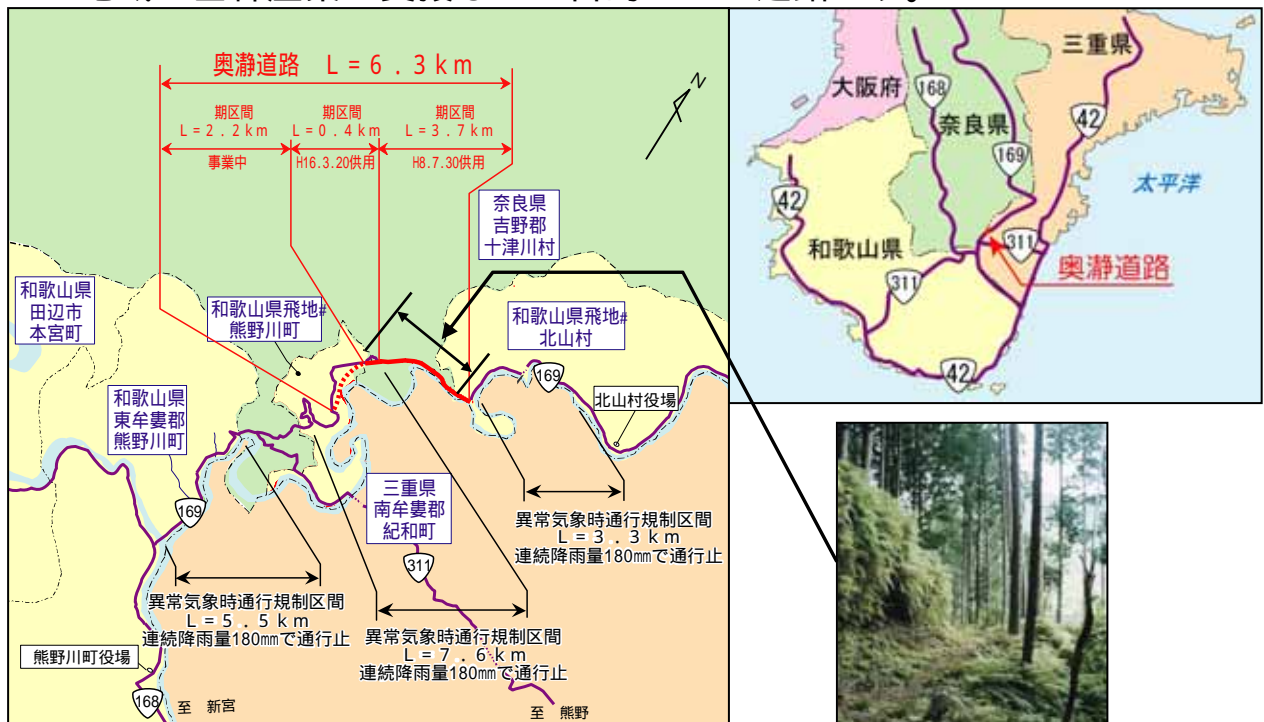 奥瀞道路 L=6.3km
期区間
L=2.2km
事業中
期区間
L=0.4km
H16.3.20供用
期区間
L=3.7km
H8.7.30供用
N
奈良県
吉野郡
十津川村
和歌山県
田辺市
本宮町
和歌山県飛地#
熊野川町
和歌山県飛地#
北山村
169
北山村役場
和歌山県
東牟婁郡
熊野川町
169
三重県
南牟婁郡
紀和町
311
異常気象時通行規制区間
L=3.3km
連続降雨量180㎜で通行止
異常気象時通行規制区間
L=5.5km
連続降雨量180㎜で通行止
異常気象時通行規制区間
L=7.6km
連続降雨量180㎜で通行止
熊野川町役場
168
至 新宮
至 熊野
三重県
大阪府
168
奈良県
42
169
太平洋
42
和歌山県
311
奥瀞道路
311
42